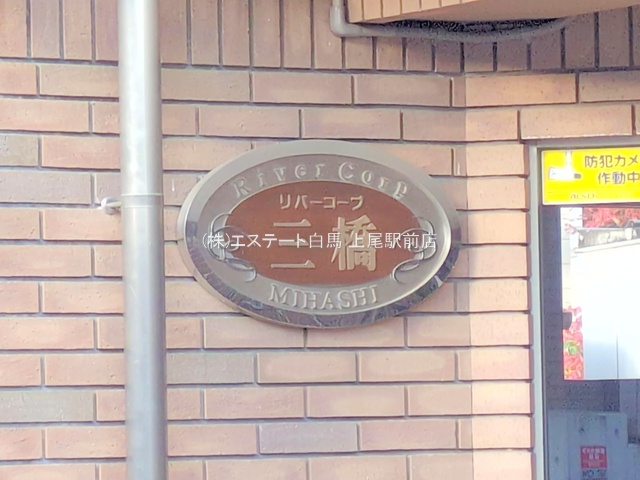 River Corp
リバーコープ
三橋
MIHASHI
㈱エステート白馬 上尾駅前店
防犯カメ
作動中